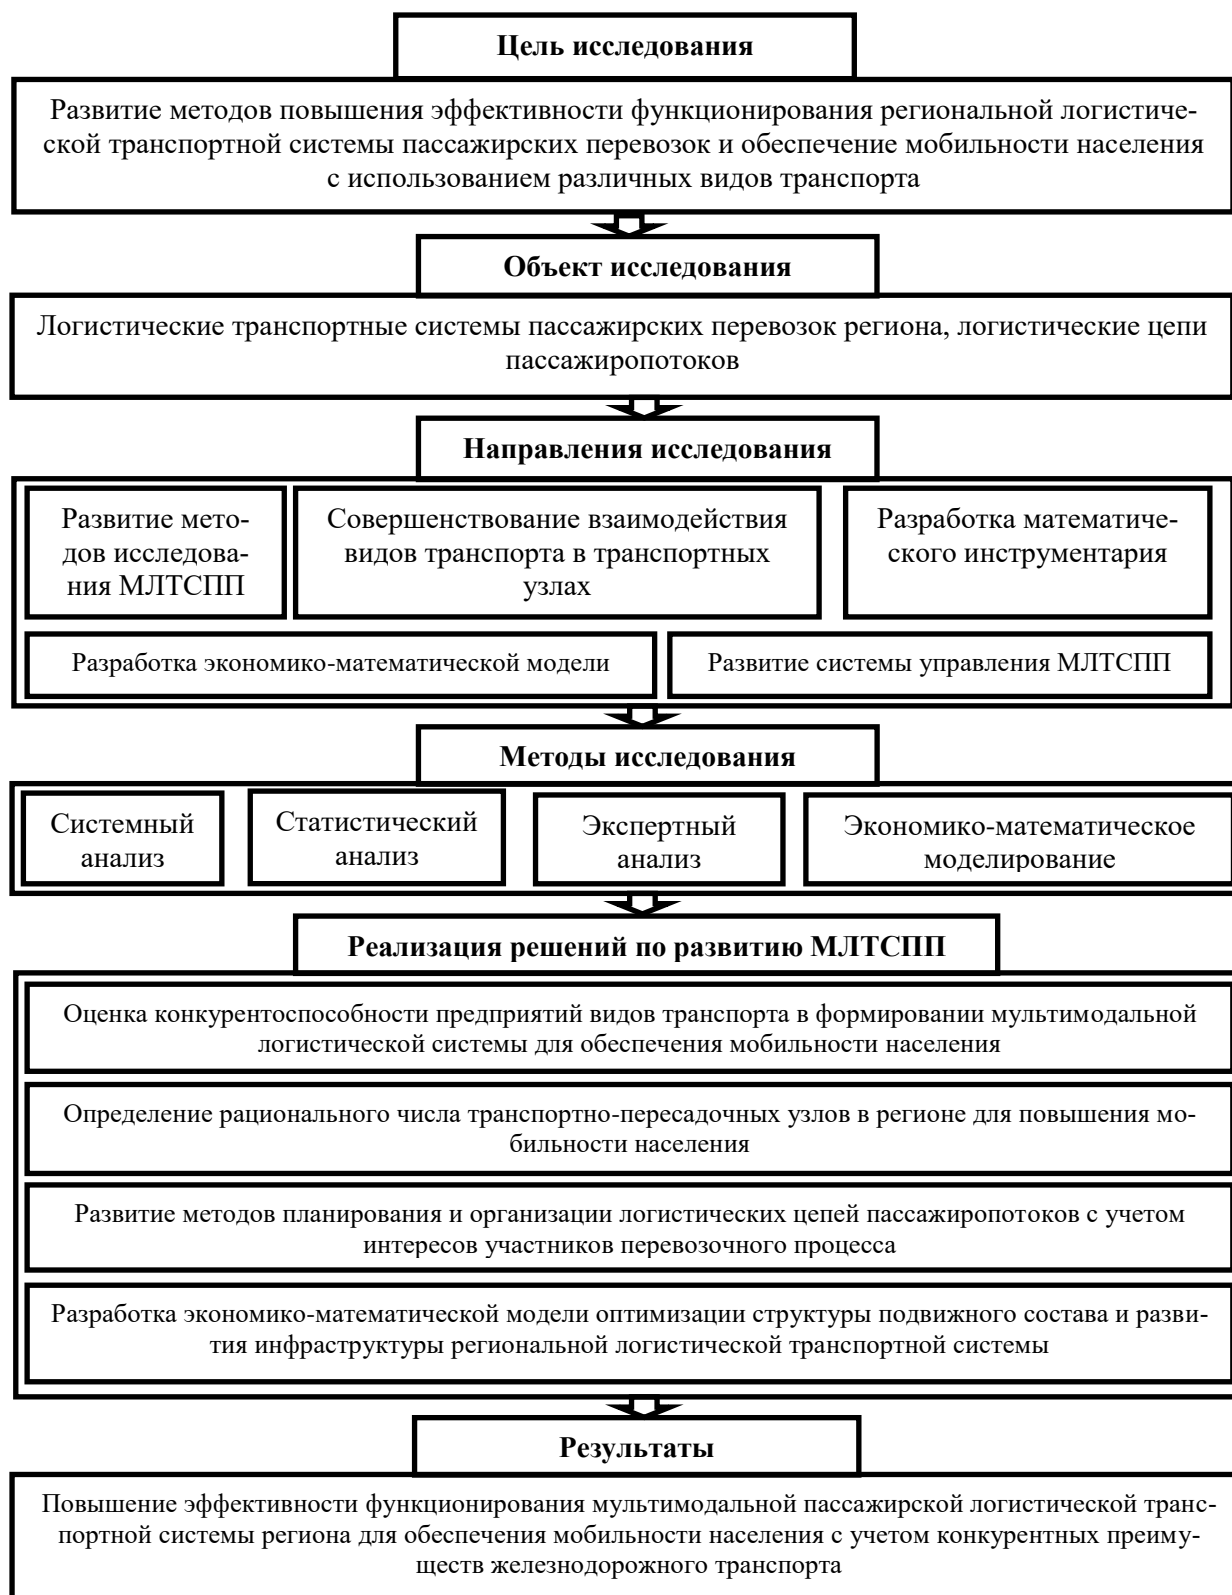 Цель исследования
Развитие методов повышения эффективности функционирования региональной логистиче-
ской транспортной системы пассажирских перевозок и обеспечение мобильности населения
с использованием различных видов транспорта
Объект исследования
Логистические транспортные системы пассажирских перевозок региона, логистические цепи
пассажиропотоков
Направления исследования
Развитие мето-
дов исследова-
ния МЛТСПП
Совершенствование взаимодействия
видов транспорта в транспортных
узлах
Разработка математиче-
ского инструментария
Разработка экономико-математической модели
Развитие системы управления МЛТСПП
Методы исследования
Системный
анализ
Статистический
анализ
Экспертный
анализ
Экономико-математическое
моделирование
Реализация решений по развитию МЛТСПП
Оценка конкурентоспособности предприятий видов транспорта в формировании мультимодальной
логистической системы для обеспечения мобильности населения
Определение рационального числа транспортно-пересадочных узлов в регионе для повышения мо-
бильности населения
Развитие методов планирования и организации логистических цепей пассажиропотоков с учетом
интересов участников перевозочного процесса
Разработка экономико-математической модели оптимизации структуры подвижного состава и разви-
тия инфраструктуры региональной логистической транспортной системы
Результаты
Повышение эффективности функционирования мультимодальной пассажирской логистической транс-
портной системы региона для обеспечения мобильности населения с учетом конкурентных преиму-
ществ железнодорожного транспорта